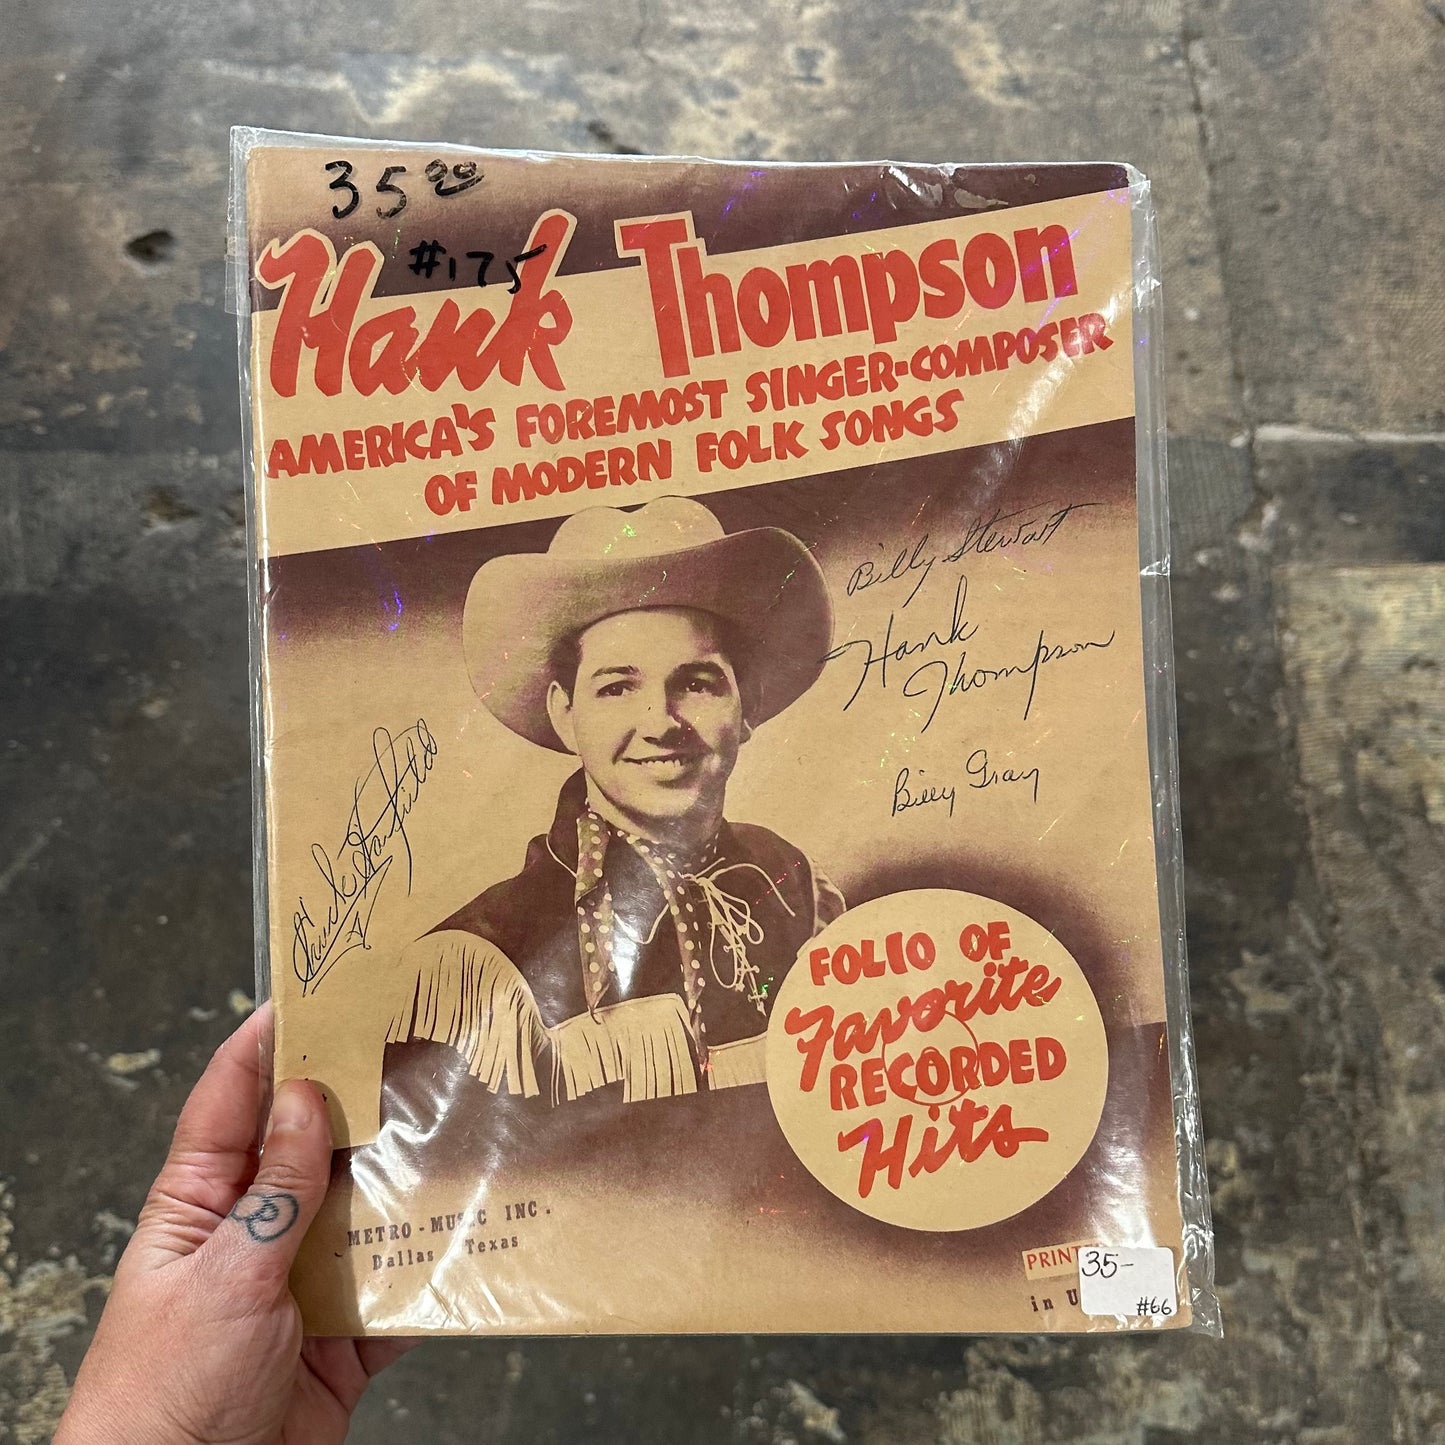 35 00
#175
Hank Thompson
AMERICA'S FOREMOST SINGER-COMPOSER
OF MODERN FOLK SONGS
Billy Stewart
Hank
Thompson
Billy Gray
FOLIO OF
Favorite
RECORDED
Hits
METRO-MUSIC INC.
Dallas Texas
in
35-
#66